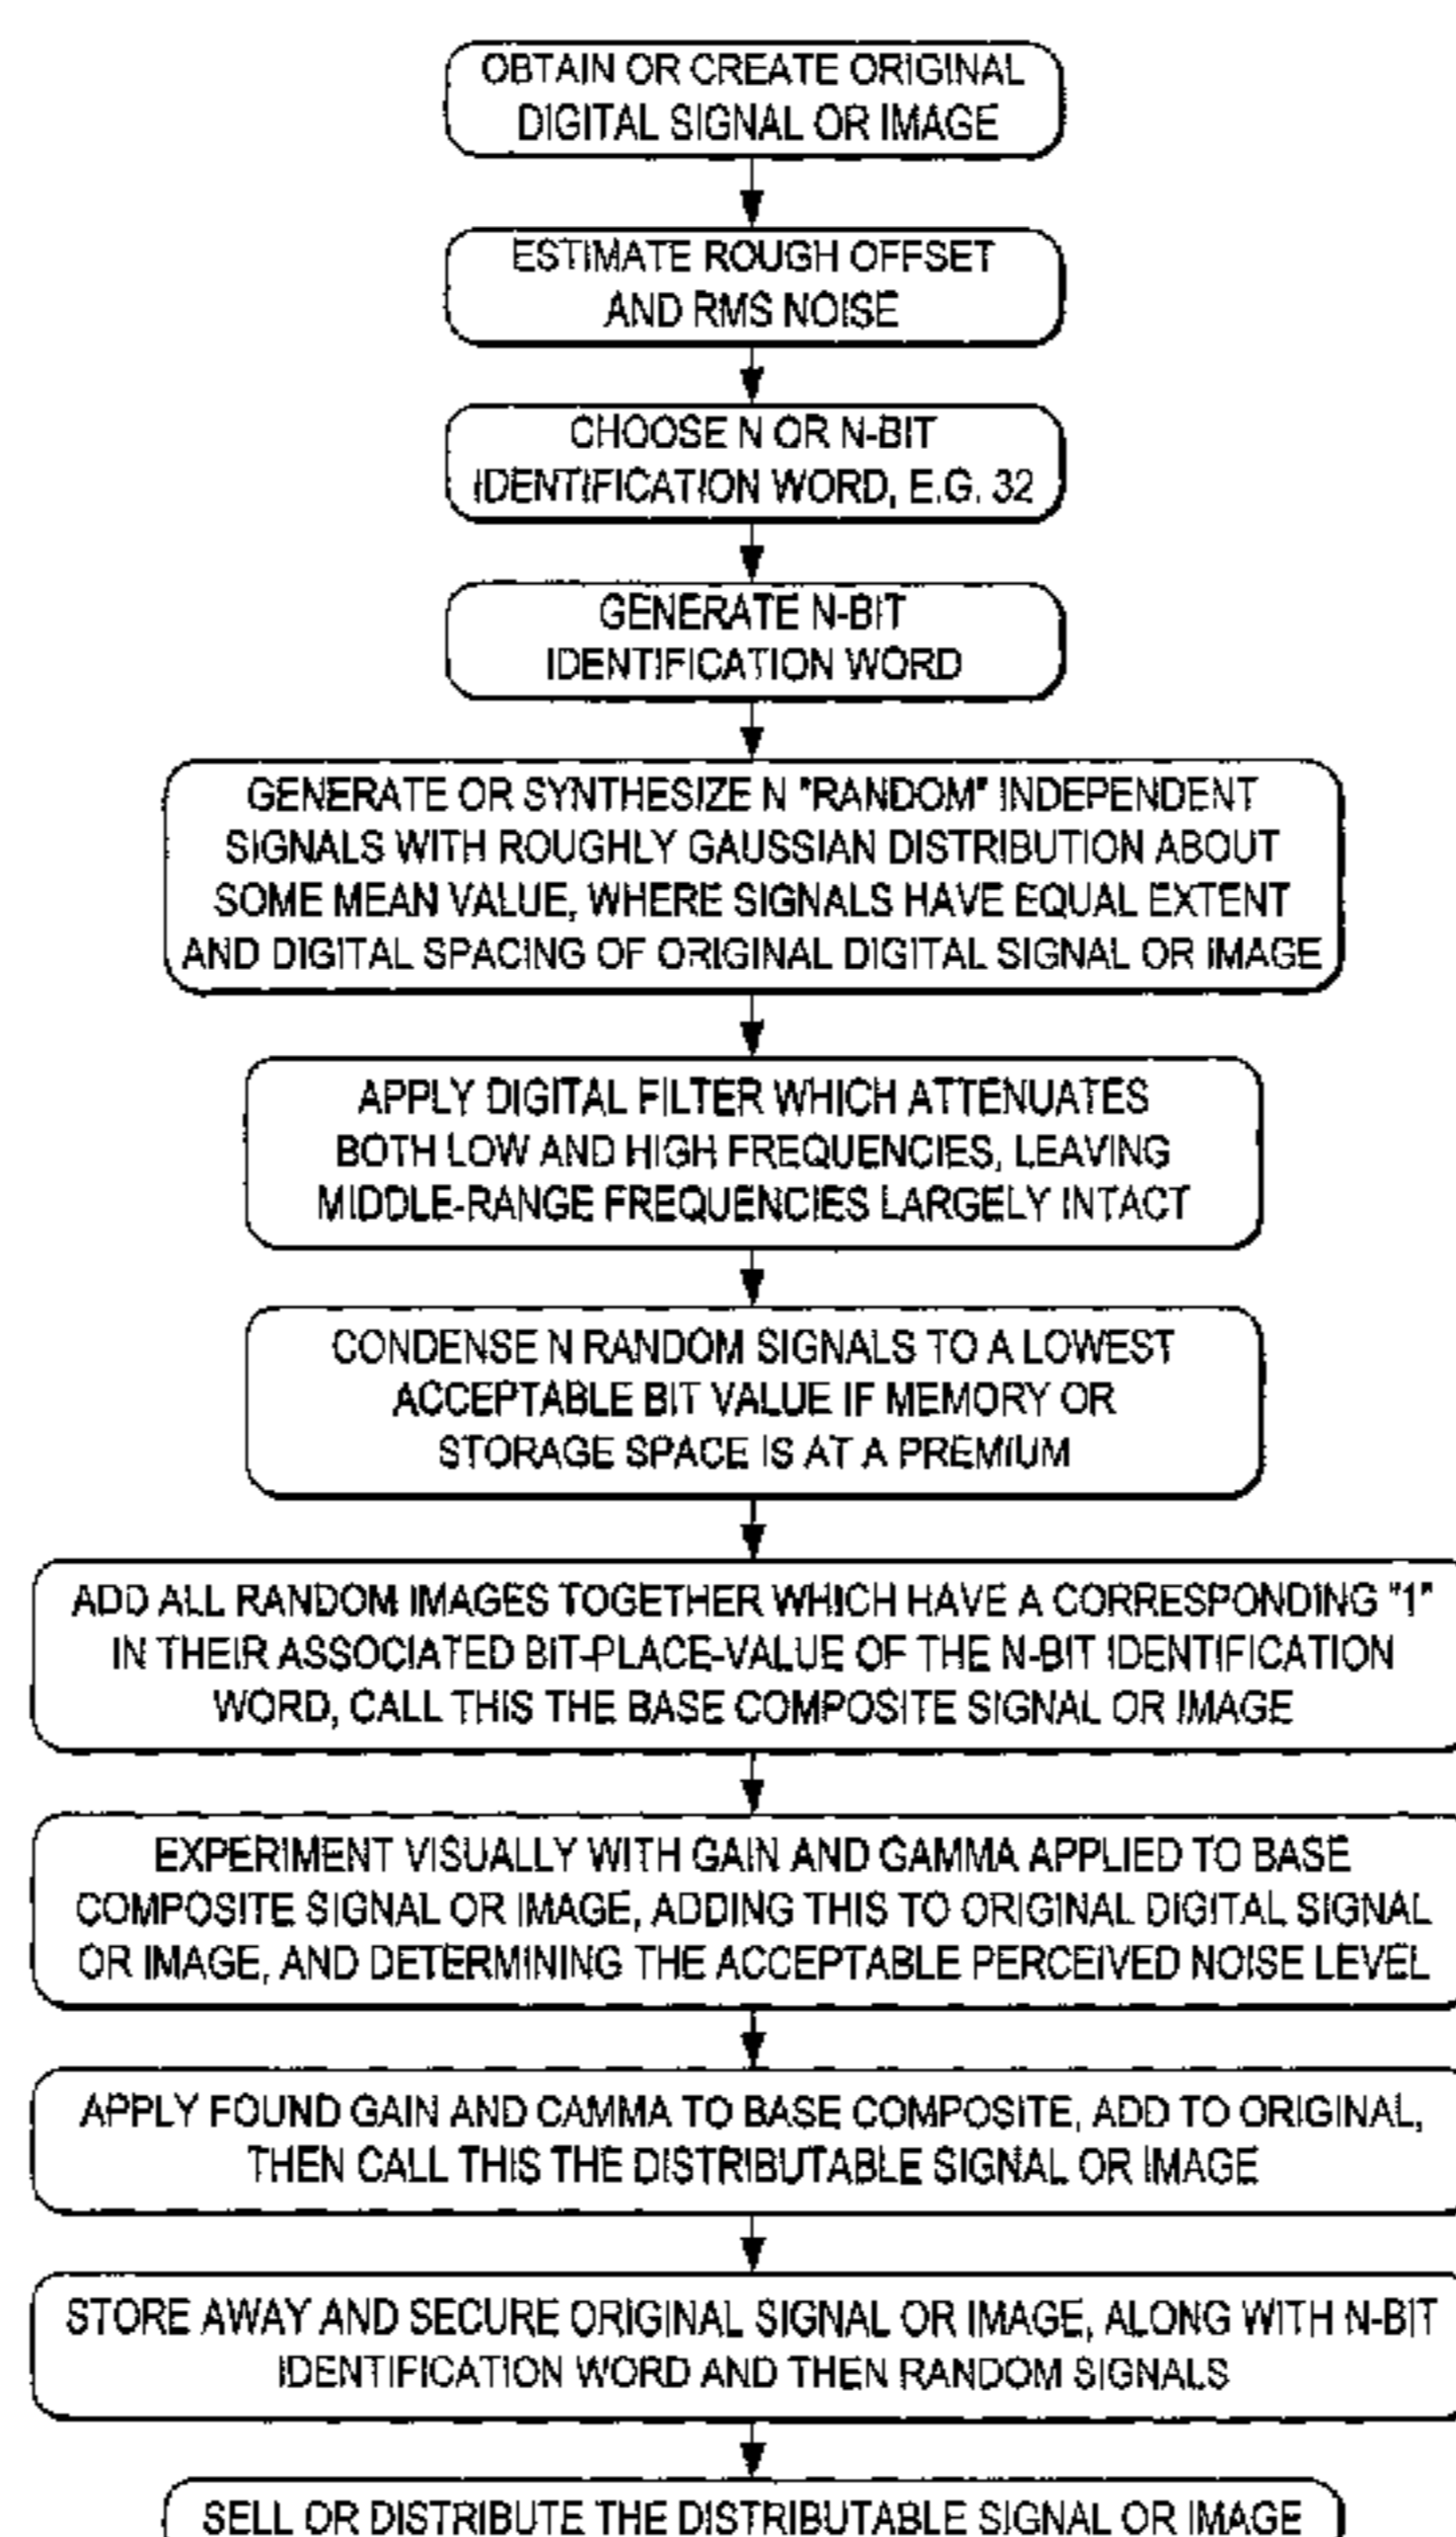 OBTAIN OR CREATE ORIGINAL
DIGITAL SIGNAL OR IMAGE
ESTIMATE ROUGH OFFSET
AND RMS NOISE
CHOOSE N OR N-BIT
IDENTIFICATION WORD, E.G. 32
GENERATE N-BIT
IDENTIFICATION WORD
GENERATE OR SYNTHESIZE N "RANDOM" INDEPENDENT
SIGNALS WITH ROUGHLY GAUSSIAN DISTRIBUTION ABOUT
SOME MEAN VALUE, WHERE SIGNALS HAVE EQUAL EXTENT
AND DIGITAL SPACING OF ORIGINAL DIGITAL SIGNAL OR IMAGE
APPLY DIGITAL FILTER WHICH ATTENUATES
BOTH LOW AND HIGH FREQUENCIES, LEAVING
MIDDLE-RANGE FREQUENCIES LARGELY INTACT
CONDENSE N RANDOM SIGNALS TO A LOWEST
ACCEPTABLE BIT VALUE IF MEMORY OR
STORAGE SPACE IS AT A PREMIUM
ADD ALL RANDOM IMAGES TOGETHER WHICH HAVE A CORRESPONDING "1"
IN THEIR ASSOCIATED BIT-PLACE-VALUE OF THE N-BIT IDENTIFICATION
WORD, CALL THIS THE BASE COMPOSITE SIGNAL OR IMAGE
EXPERIMENT VISUALLY WITH GAIN AND GAMMA APPLIED TO BASE
COMPOSITE SIGNAL OR IMAGE, ADDING THIS TO ORIGINAL DIGITAL SIGNAL
OR IMAGE, AND DETERMINING THE ACCEPTABLE PERCEIVED NOISE LEVEL
APPLY FOUND GAIN AND CAMMA TO BASE COMPOSITE, ADD TO ORIGINAL,
THEN CALL THIS THE DISTRIBUTABLE SIGNAL OR IMAGE
STORE AWAY AND SECURE ORIGINAL SIGNAL OR IMAGE, ALONG WITH N-BIT
IDENTIFICATION WORD AND THEN RANDOM SIGNALS
SELL OR DISTRIBUTE THE DISTRIBUTABLE SIGNAL OR IMAGE